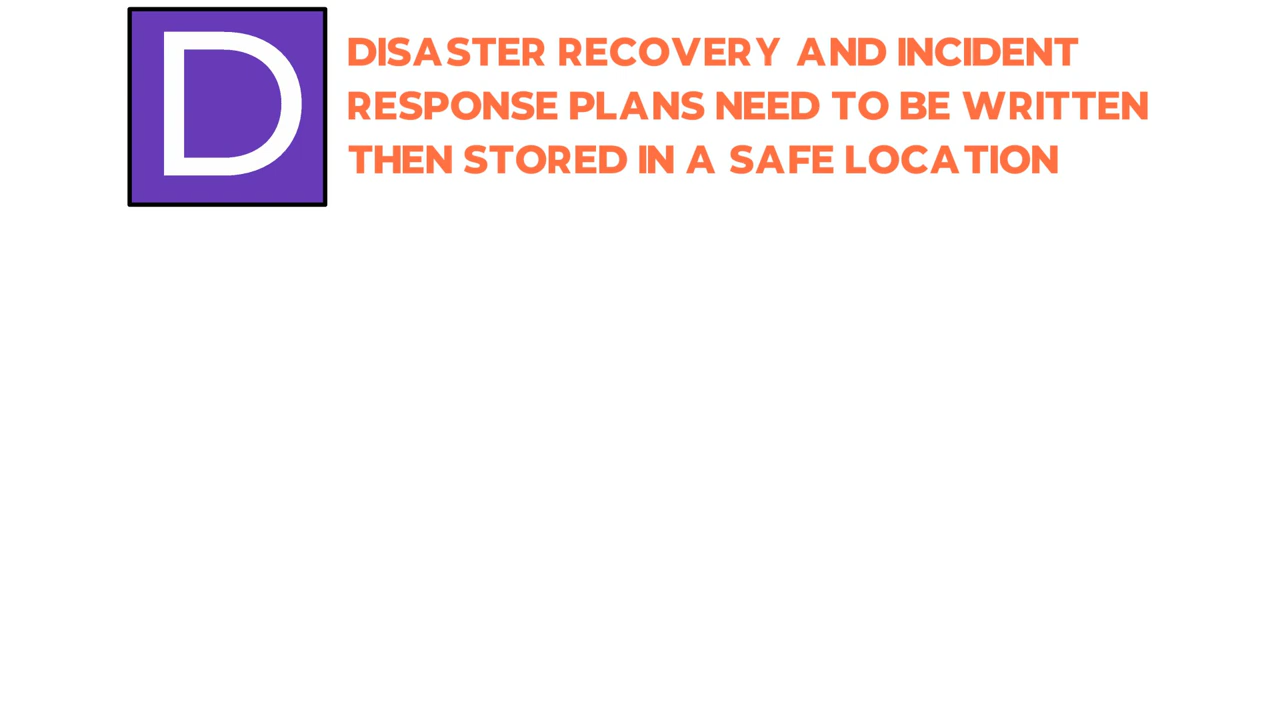 D
DISASTER RECOVERY AND INCIDENT
RESPONSE PLANS NEED TO BE WRITTEN
THEN STORED IN A SAFE LOCATION